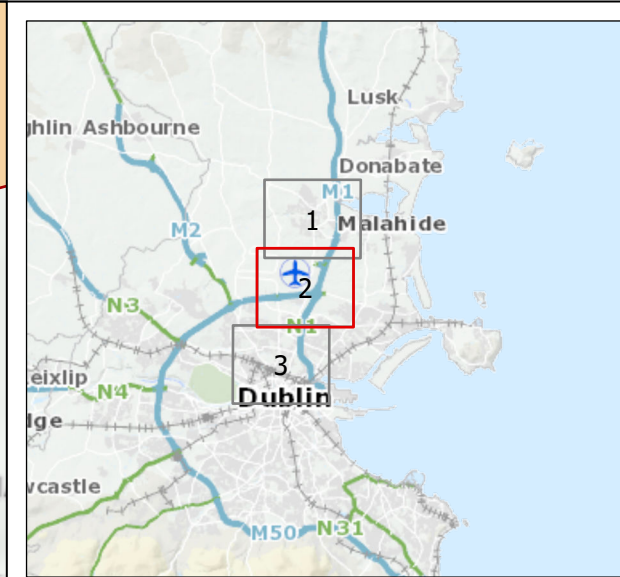 Lusk
ghlin Ashbourne
Donabate
M1
1
Malahide
M2
2
N3
N1
3
eixlip
N4
Dublin
dge
wcastle
M50
N31